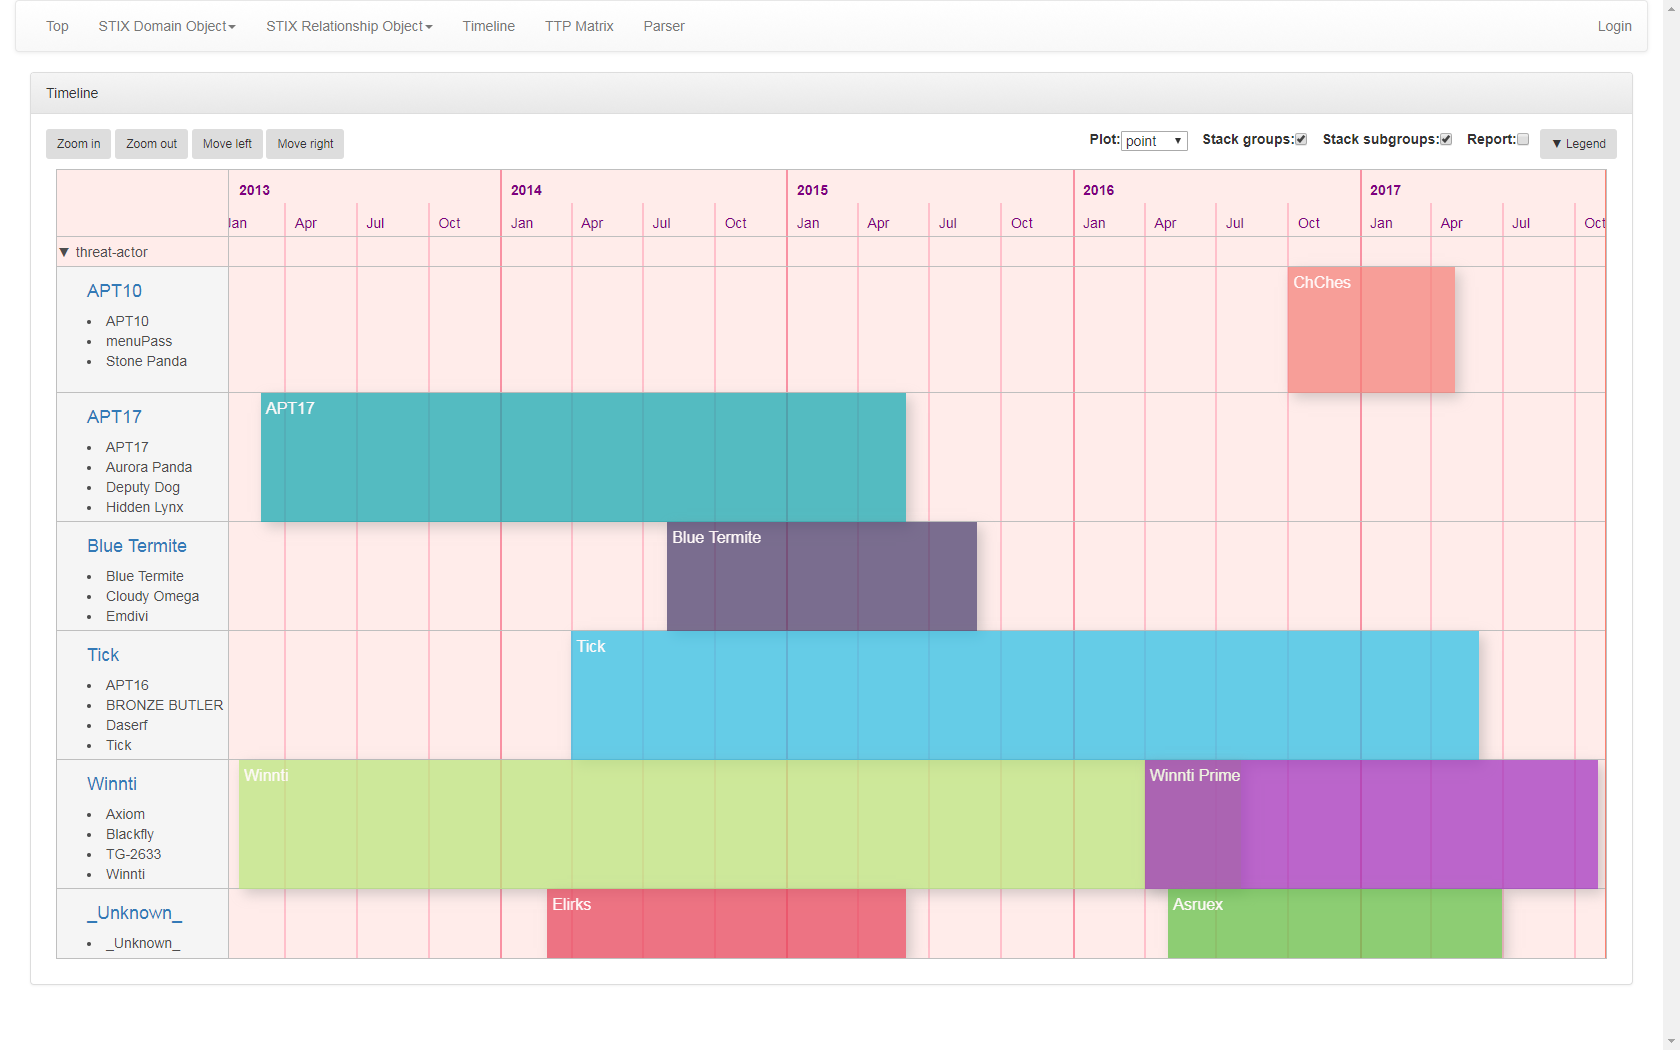 Top STIX Domain Object STIX Relationship Object Timeline TTP Matrix Parser Login
Timeline
Zoom in Zoom out Move left Move right Plot: point Stack groups: Stack subgroups: Report: ▼ Legend
2013 2014 2015 2016 2017
Jan Apr Jul Oct Jan Apr Jul Oct Jan Apr Jul Oct Jan Apr Jul Oct Jan Apr Jul Oct
▼ threat-actor
APT10
• APT10
• menuPass
• Stone Panda
ChChes
APT17
• APT17
• Aurora Panda
• Deputy Dog
• Hidden Lynx
APT17
Blue Termite
• Blue Termite
• Cloudy Omega
• Emdivi
Blue Termite
Tick
• APT16
• BRONZE BUTLER
• Daserf
• Tick
Tick
Winnti
• Axiom
• Blackfly
• TG-2633
• Winnti
Winnti
Winnti Prime
_Unknown_
• _Unknown_
Elirks
Asruex